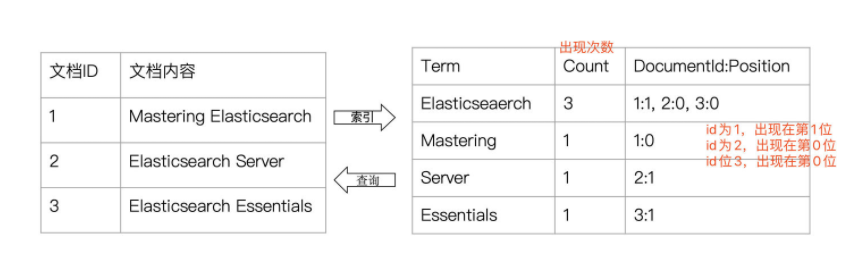 文档ID 文档内容
1 Mastering Elasticsearch
2 Elasticsearch Server
3 Elasticsearch Essentials
索引
查询
出现次数
Term Count DocumentId:Position
Elasticseaerch 3 1:1, 2:0, 3:0
Mastering 1 1:0
Server 1 2:1
Essentials 1 3:1
id为1，出现在第1位
id为2，出现在第0位
id位3，出现在第0位